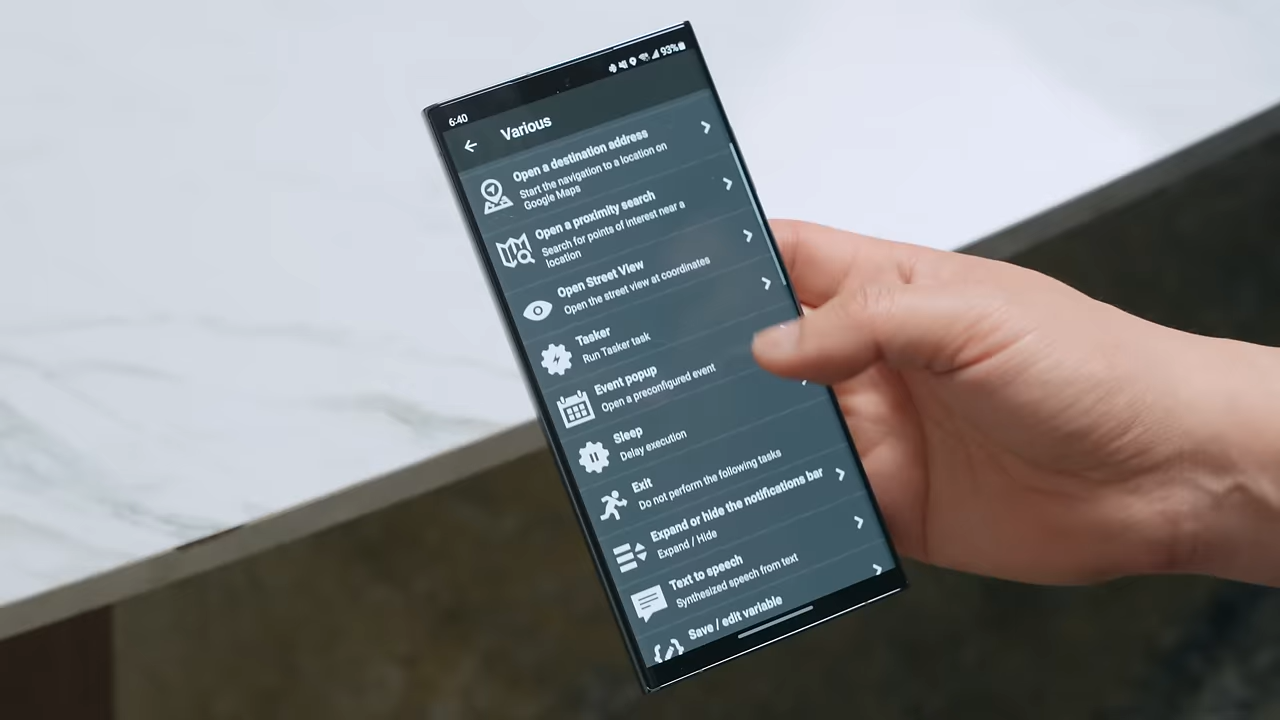 6:40
93%
Various
Open a destination address
Start the navigation to a location on
Google Maps
Open a proximity search
Search for points of interest near a
location
Open Street View
Open the street view at coordinates
Tasker
Run Tasker task
Event popup
Open a preconfigured event
Sleep
Delay execution
Exit
Do not perform the following tasks
Expand or hide the notifications bar
Expand / Hide
Text to speech
Synthesized speech from text
Save / edit variable